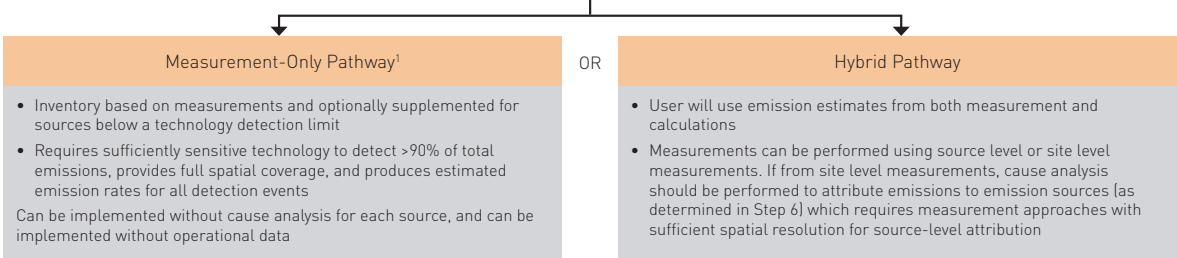 Measurement-Only Pathway¹
• Inventory based on measurements and optionally supplemented for
sources below a technology detection limit
• Requires sufficiently sensitive technology to detect >90% of total
emissions, provides full spatial coverage, and produces estimated
emission rates for all detection events
Can be implemented without cause analysis for each source, and can be
implemented without operational data
OR
Hybrid Pathway
• User will use emission estimates from both measurement and
calculations
• Measurements can be performed using source level or site level
measurements. If from site level measurements, cause analysis
should be performed to attribute emissions to emission sources (as
determined in Step 6) which requires measurement approaches with
sufficient spatial resolution for source-level attribution